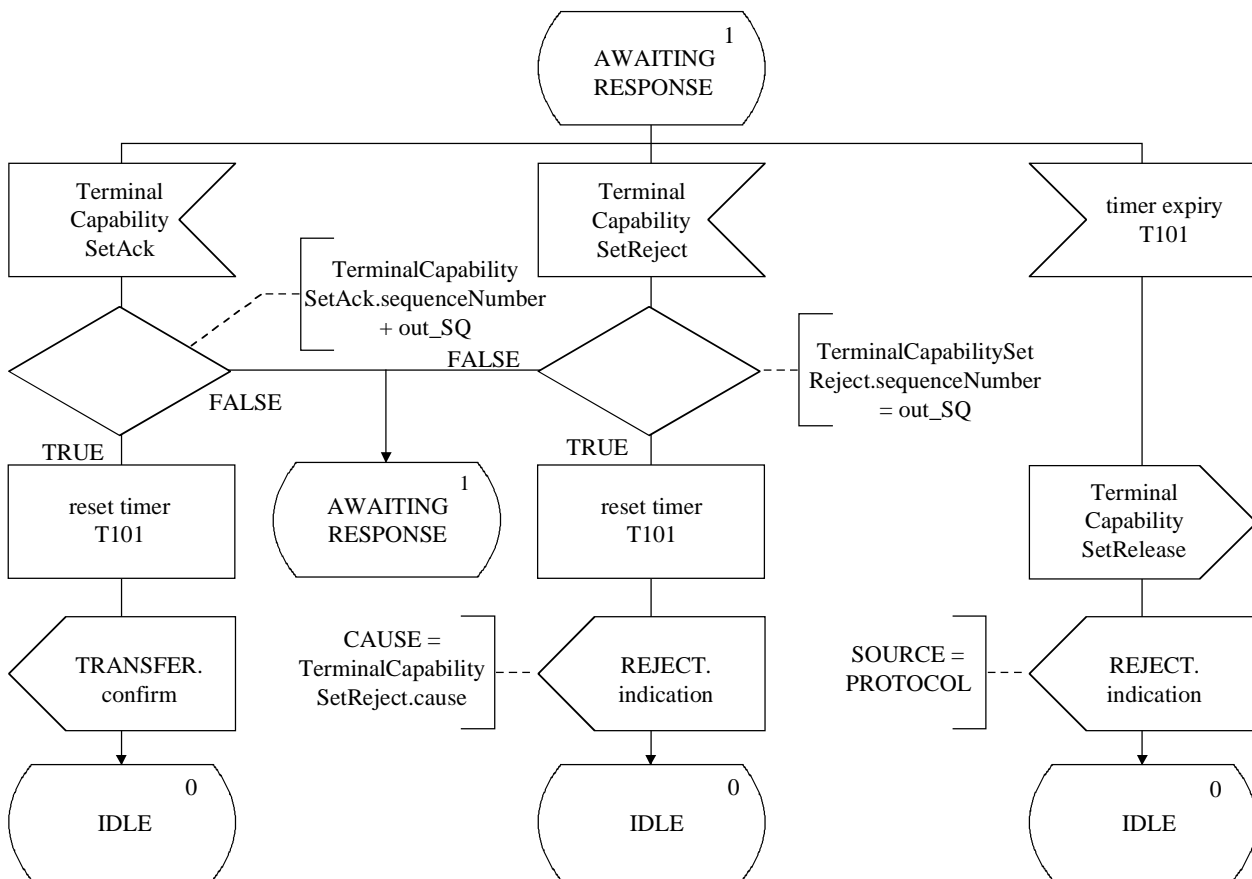 1
AWAITING
RESPONSE
Terminal
Capability
SetAck
Terminal
Capability
SetReject
timer expiry
T101
TerminalCapability
SetAck.sequenceNumber
+ out_SQ
TerminalCapabilitySet
Reject.sequenceNumber
= out_SQ
FALSE
FALSE
TRUE
TRUE
reset timer
T101
1
AWAITING
RESPONSE
reset timer
T101
Terminal
Capability
SetRelease
TRANSFER.
confirm
CAUSE =
TerminalCapability
SetReject.cause
REJECT.
indication
SOURCE =
PROTOCOL
REJECT.
indication
0
IDLE
0
IDLE
0
IDLE